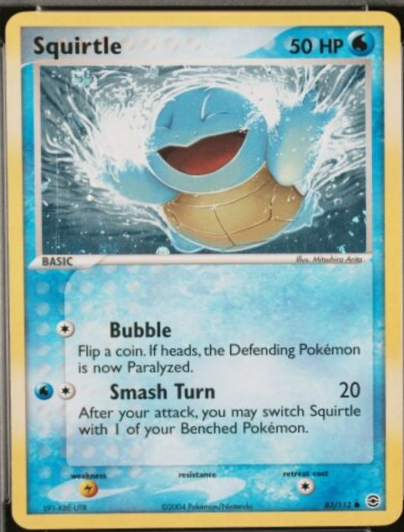 Squirtle 50 HP
BASIC Illus. Mitsuhiro Arita
Bubble
Flip a coin. If heads, the Defending Pokémon
is now Paralyzed.
Smash Turn 20
After your attack, you may switch Squirtle
with 1 of your Benched Pokémon.
weakness resistance retreat cost
©2004 Pokémon/Nintendo 83/112